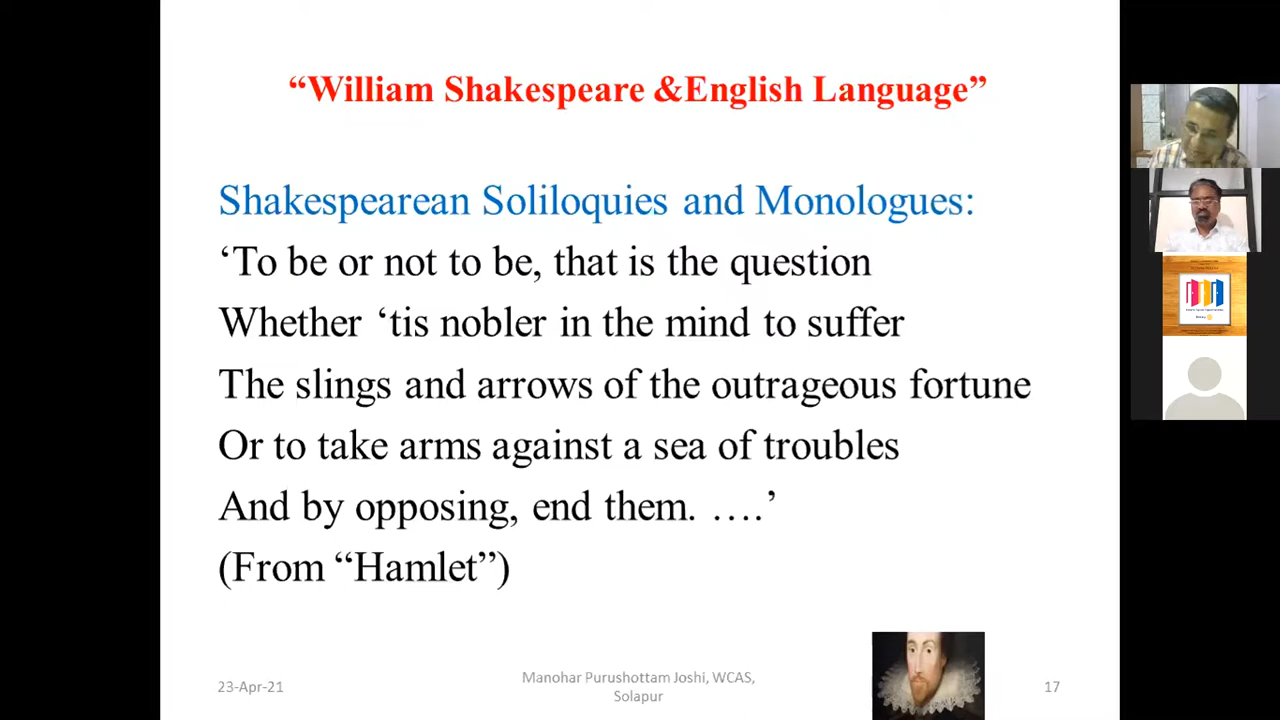 “William Shakespeare &English Language”
Shakespearean Soliloquies and Monologues:
‘To be or not to be, that is the question
Whether ‘tis nobler in the mind to suffer
The slings and arrows of the outrageous fortune
Or to take arms against a sea of troubles
And by opposing, end them. ….’
(From “Hamlet”)
23-Apr-21
Manohar Purushottam Joshi, WCAS,
Solapur
17